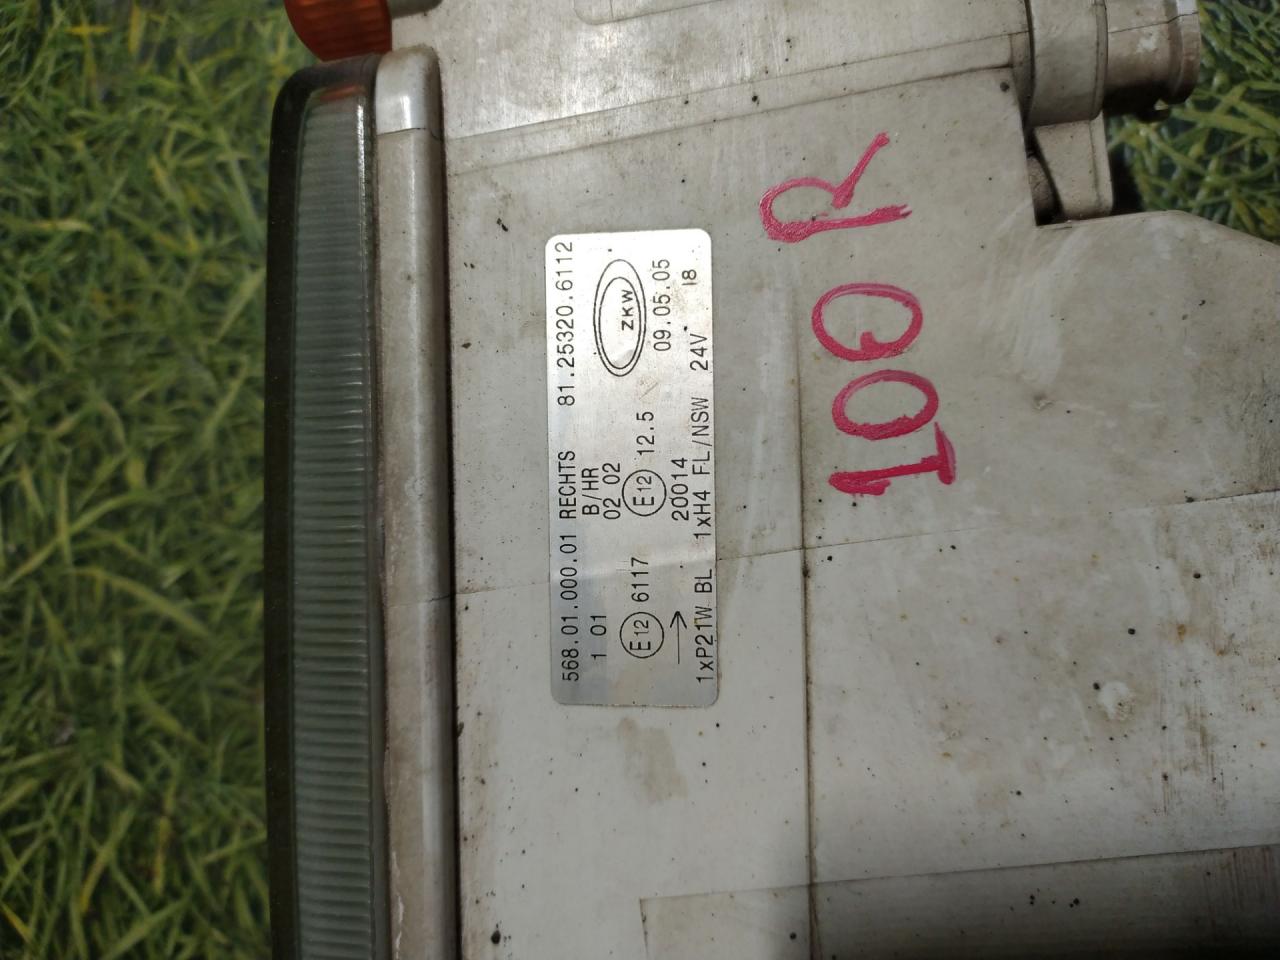 568.01.000.01 RECHTS 81.25320.6112
1 01 B/HR
02 02
E12 6117 E12 12.5 ZKW
20014 09.05.05
1xP21W BL 1xH4 FL/NSW 24V 18
100 R